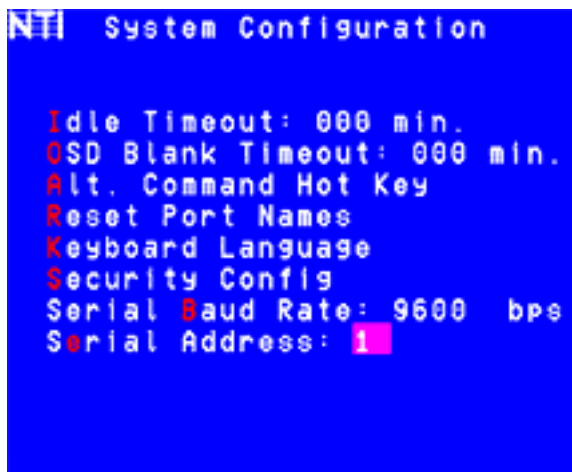 NTI System Configuration
Idle Timeout: 000 min.
OSD Blank Timeout: 000 min.
Alt. Command Hot Key
Reset Port Names
Keyboard Language
Security Config
Serial Baud Rate: 9600 bps
Serial Address: 1